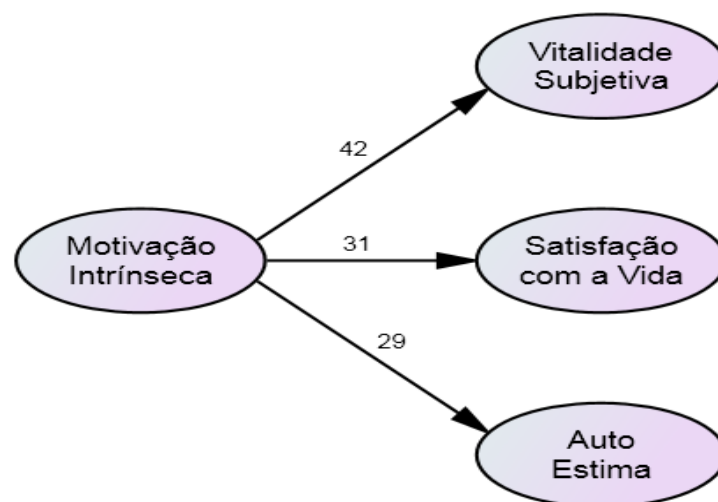 Vitalidade
Subjetiva
42
Motivação
Intrínseca
31
Satisfação
com a Vida
29
Auto
Estima